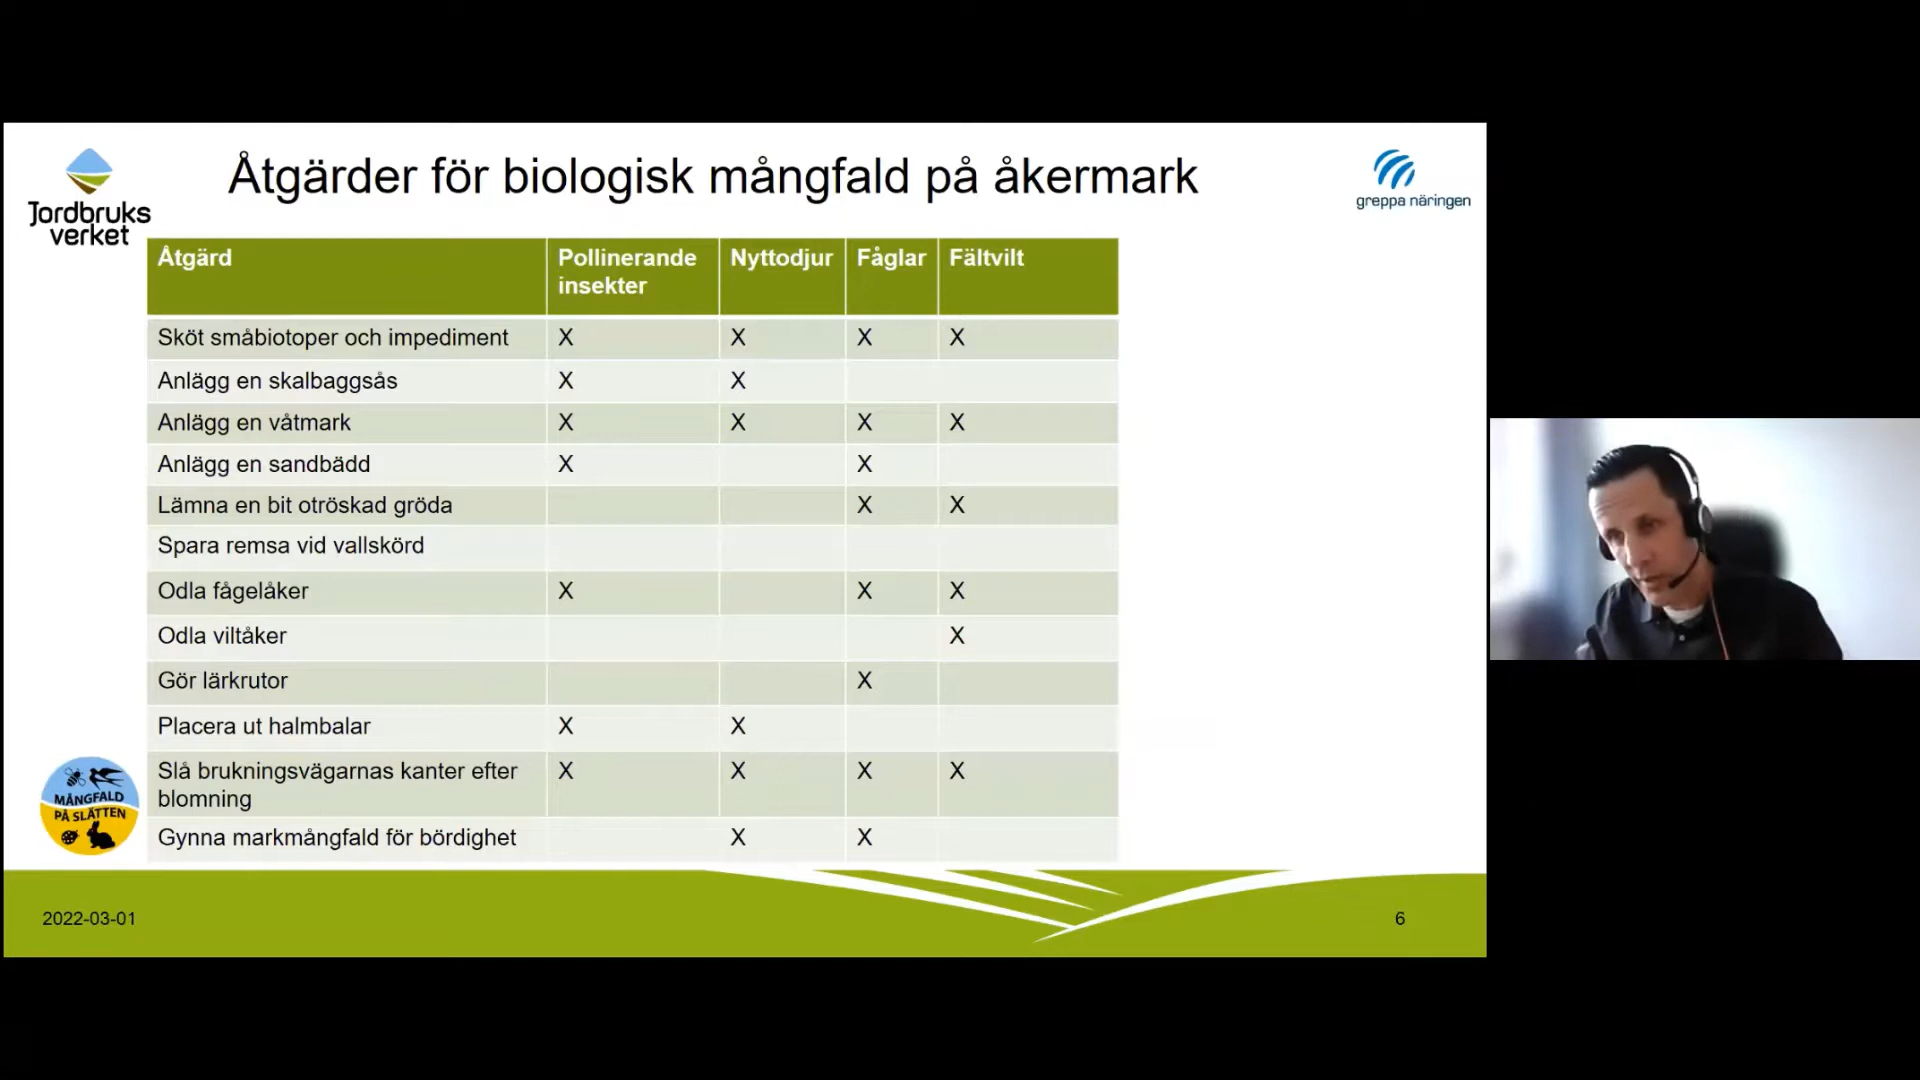 Åtgärder för biologisk mångfald på åkermark
Jordbruks
verket
greppa näringen
Åtgärd Pollinerande insekter Nyttodjur Fåglar Fältvilt
Sköt småbiotoper och impediment X X X X
Anlägg en skalbaggsås X X
Anlägg en våtmark X X X X
Anlägg en sandbädd X X
Lämna en bit otröskad gröda X X
Spara remsa vid vallskörd
Odla fågelåker X X X
Odla viltåker X
Gör lärkrutor X
Placera ut halmbalar X X
Slå brukningsvägarnas kanter efter blomning X X X X
Gynna markmångfald för bördighet X X
MÅNGFALD
PÅ SLÄTTEN
2022-03-01
6